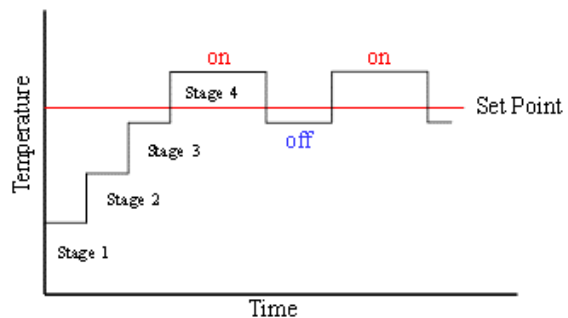 on
on
Stage 4
Set Point
off
Stage 3
Stage 2
Stage 1
Temperature
Time